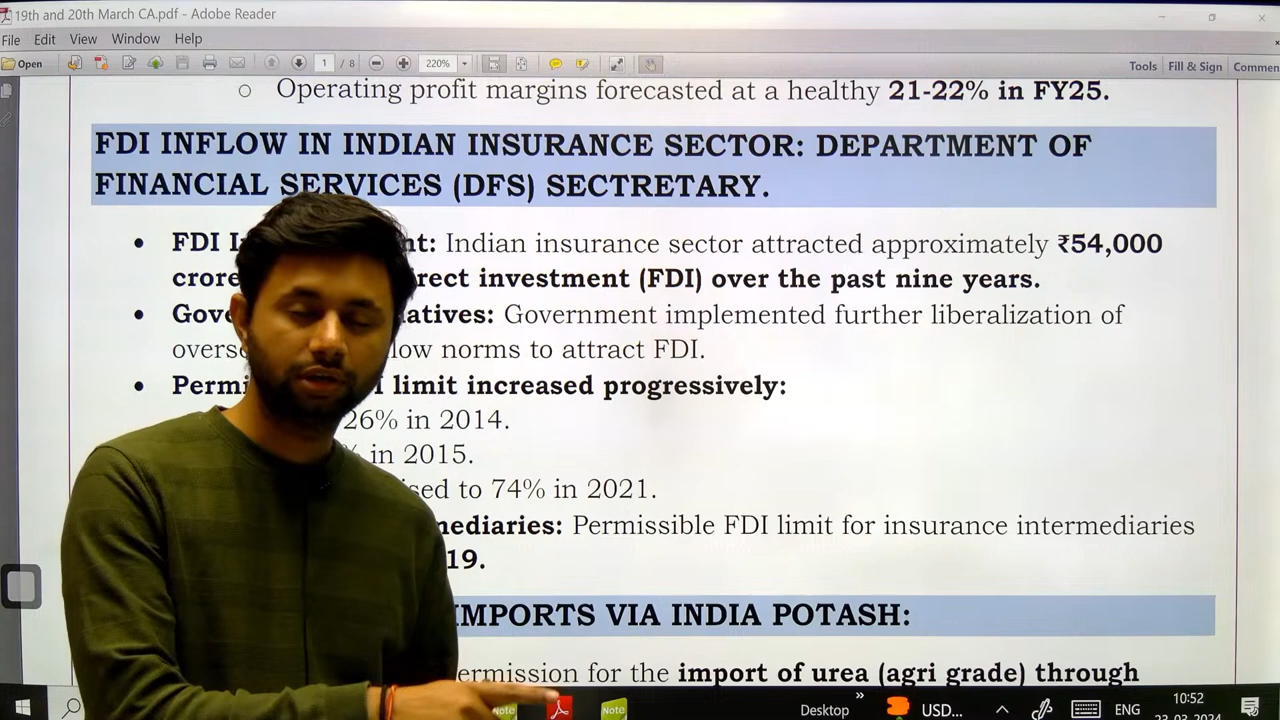 19th and 20th March CA.pdf - Adobe Reader
File Edit View Window Help
Open 1 / 8 220% Tools Fill & Sign Commen
Operating profit margins forecasted at a healthy 21-22% in FY25.
FDI INFLOW IN INDIAN INSURANCE SECTOR: DEPARTMENT OF
FINANCIAL SERVICES (DFS) SECTRETARY.
FDI nt: Indian insurance sector attracted approximately ₹54,000
crore rect investment (FDI) over the past nine years.
Gove atives: Government implemented further liberalization of
overs low norms to attract FDI.
Permi I limit increased progressively:
26% in 2014.
% in 2015.
ised to 74% in 2021.
mediaries: Permissible FDI limit for insurance intermediaries
19.
IMPORTS VIA INDIA POTASH:
ermission for the import of urea (agri grade) through
Note Note Desktop USD... ENG 10:52